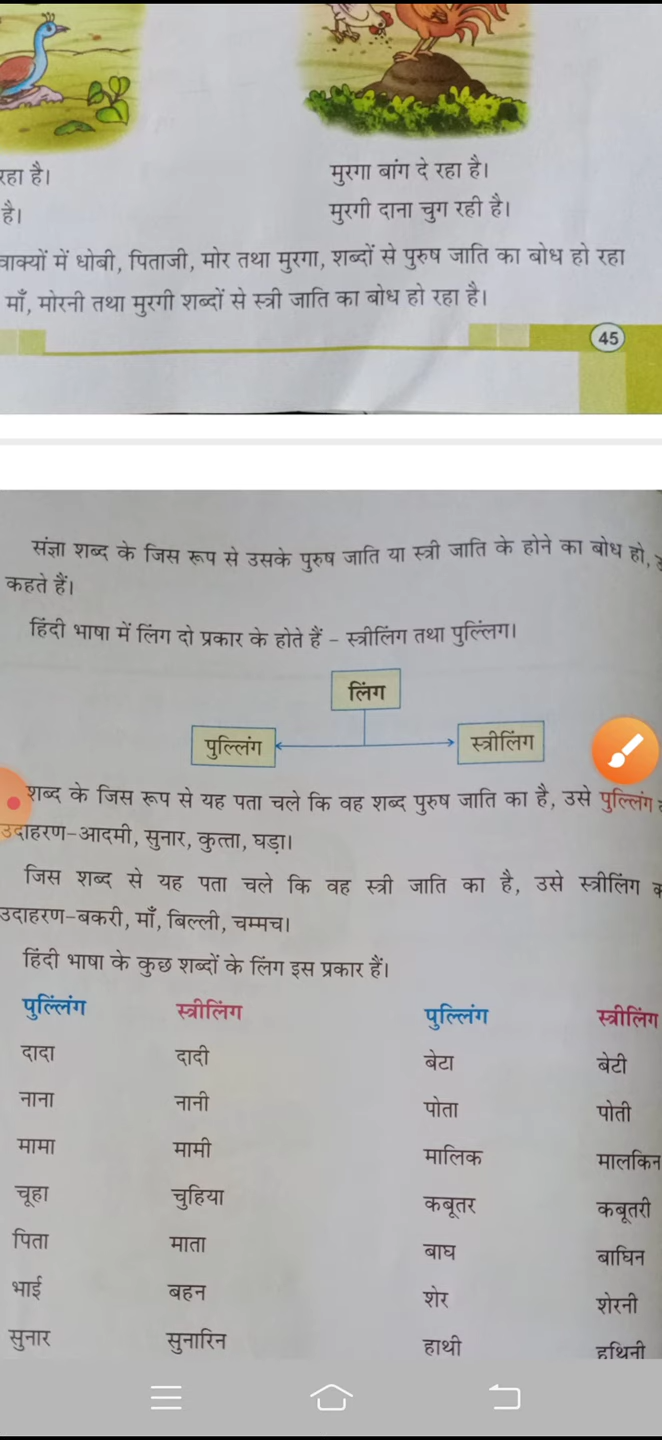 रहा है।
मुरगा बांग दे रहा है।
है।
मुरगी दाना चुग रही है।
वाक्यों में धोबी, पिताजी, मोर तथा मुरगा, शब्दों से पुरुष जाति का बोध हो रहा
माँ, मोरनी तथा मुरगी शब्दों से स्त्री जाति का बोध हो रहा है।
45
संज्ञा शब्द के जिस रूप से उसके पुरुष जाति या स्त्री जाति के होने का बोध हो,
कहते हैं।
हिंदी भाषा में लिंग दो प्रकार के होते हैं - स्त्रीलिंग तथा पुल्लिंग।
लिंग
पुल्लिंग स्त्रीलिंग
शब्द के जिस रूप से यह पता चले कि वह शब्द पुरुष जाति का है, उसे पुल्लिंग
उदाहरण-आदमी, सुनार, कुत्ता, घड़ा।
जिस शब्द से यह पता चले कि वह स्त्री जाति का है, उसे स्त्रीलिंग
उदाहरण-बकरी, माँ, बिल्ली, चम्मच।
हिंदी भाषा के कुछ शब्दों के लिंग इस प्रकार हैं।
पुल्लिंग स्त्रीलिंग पुल्लिंग स्त्रीलिंग
दादा दादी बेटा बेटी
नाना नानी पोता पोती
मामा मामी मालिक मालकिन
चूहा चुहिया कबूतर कबूतरी
पिता माता बाघ बाघिन
भाई बहन शेर शेरनी
सुनार सुनारिन हाथी हथिनी